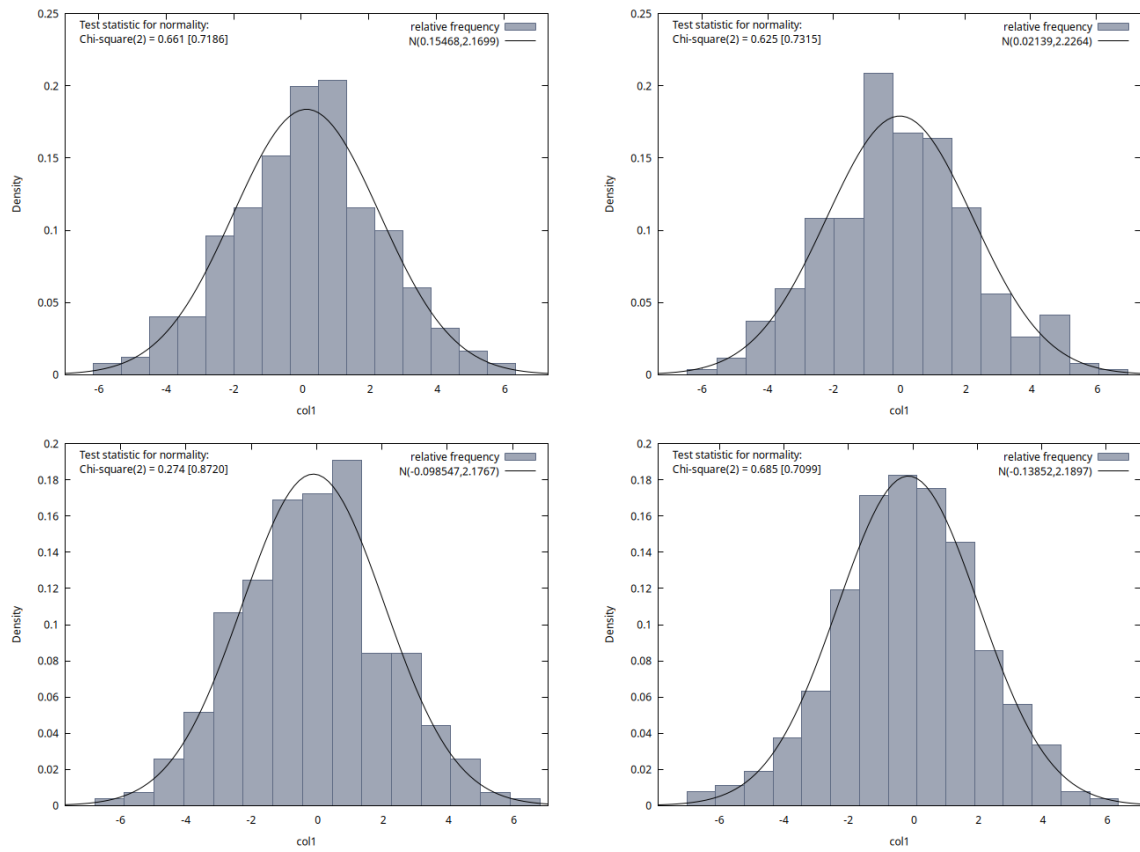 Test statistic for normality:
Chi-square(2) = 0.661 [0.7186]
relative frequency
N(0.15468,2.1699)
0.25
0.2
0.15
0.1
0.05
0
Density
-6 -4 -2 0 2 4 6
col1
Test statistic for normality:
Chi-square(2) = 0.625 [0.7315]
relative frequency
N(0.02139,2.2264)
0.25
0.2
0.15
0.1
0.05
0
Density
-6 -4 -2 0 2 4 6
col1
Test statistic for normality:
Chi-square(2) = 0.274 [0.8720]
relative frequency
N(-0.098547,2.1767)
0.2
0.18
0.16
0.14
0.12
0.1
0.08
0.06
0.04
0.02
0
Density
-6 -4 -2 0 2 4 6
col1
Test statistic for normality:
Chi-square(2) = 0.685 [0.7099]
relative frequency
N(-0.13852,2.1897)
0.2
0.18
0.16
0.14
0.12
0.1
0.08
0.06
0.04
0.02
0
Density
-6 -4 -2 0 2 4 6
col1